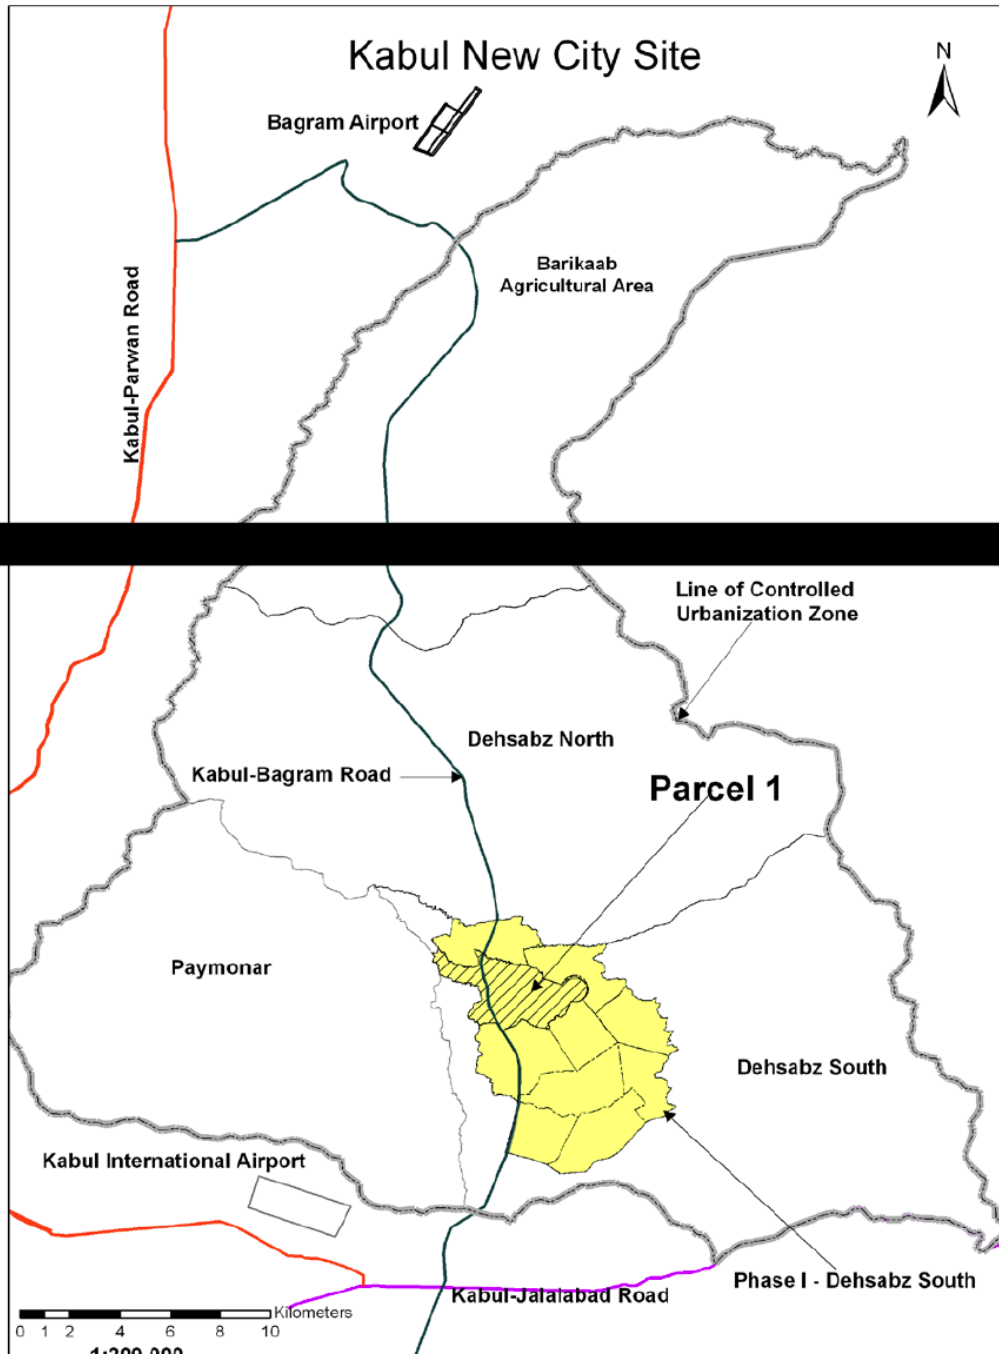 Kabul New City Site
N
Bagram Airport
Barikaab
Agricultural Area
Kabul-Parwan Road
Line of Controlled
Urbanization Zone
Dehsabz North
Kabul-Bagram Road
Parcel 1
Paymonar
Dehsabz South
Kabul International Airport
Phase I - Dehsabz South
Kabul-Jalalabad Road
Kilometers
0 1 2 4 6 8 10